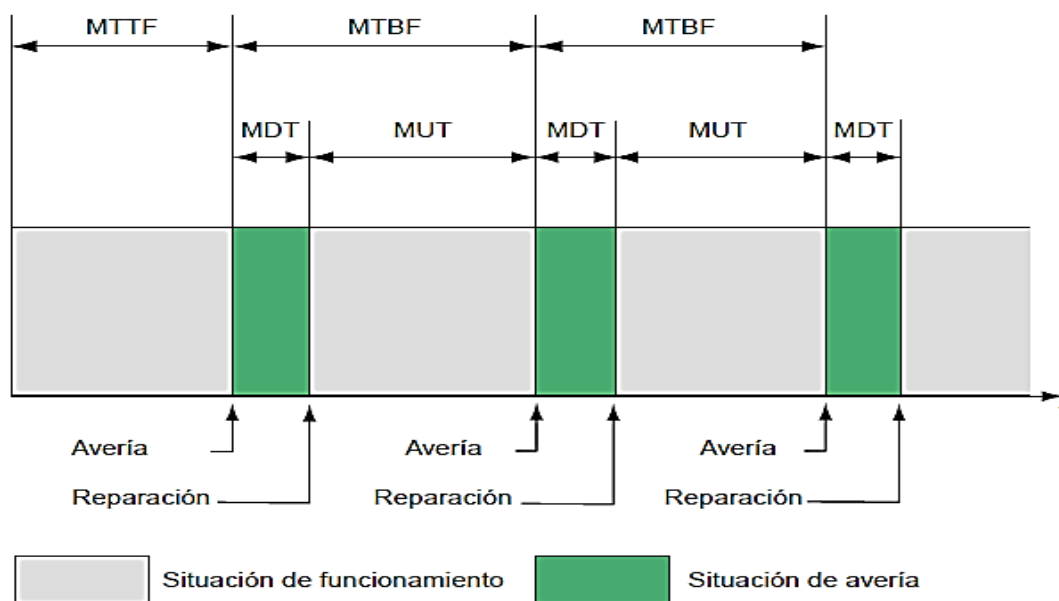 MTTF MTBF MTBF
MDT MUT MDT MUT MDT
Avería Avería Avería
Reparación Reparación Reparación
Situación de funcionamiento Situación de avería